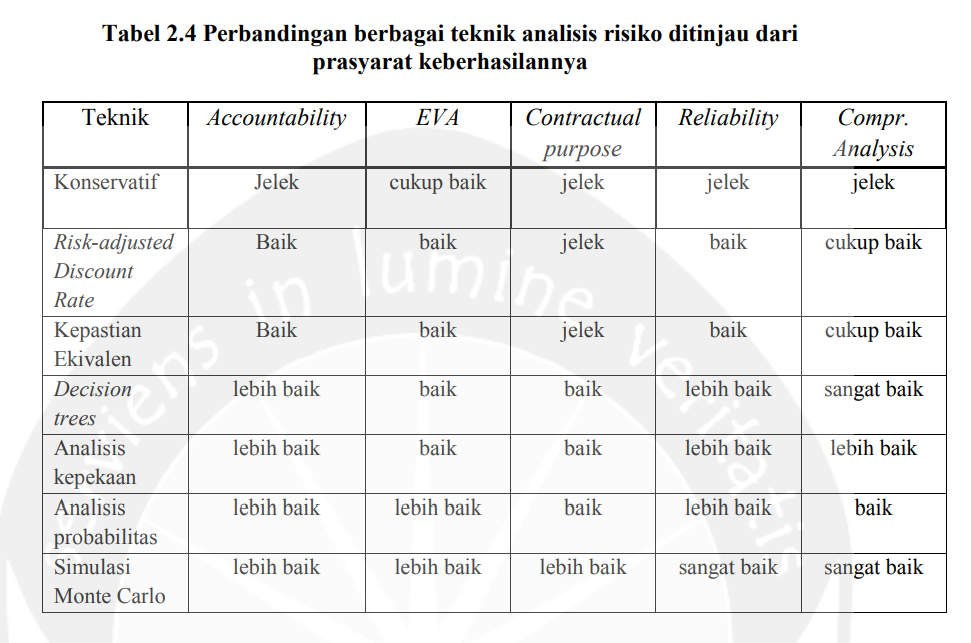 Tabel 2.4 Perbandingan berbagai teknik analisis risiko ditinjau dari
prasyarat keberhasilannya
Teknik Accountability EVA Contractual purpose Reliability Compr. Analysis
Konservatif Jelek cukup baik jelek jelek jelek
Risk-adjusted Discount Rate Baik baik jelek baik cukup baik
Kepastian Ekivalen Baik baik jelek baik cukup baik
Decision trees lebih baik baik baik lebih baik sangat baik
Analisis kepekaan lebih baik baik baik lebih baik lebih baik
Analisis probabilitas lebih baik lebih baik baik lebih baik baik
Simulasi Monte Carlo lebih baik lebih baik lebih baik sangat baik sangat baik
in lumine veritatis